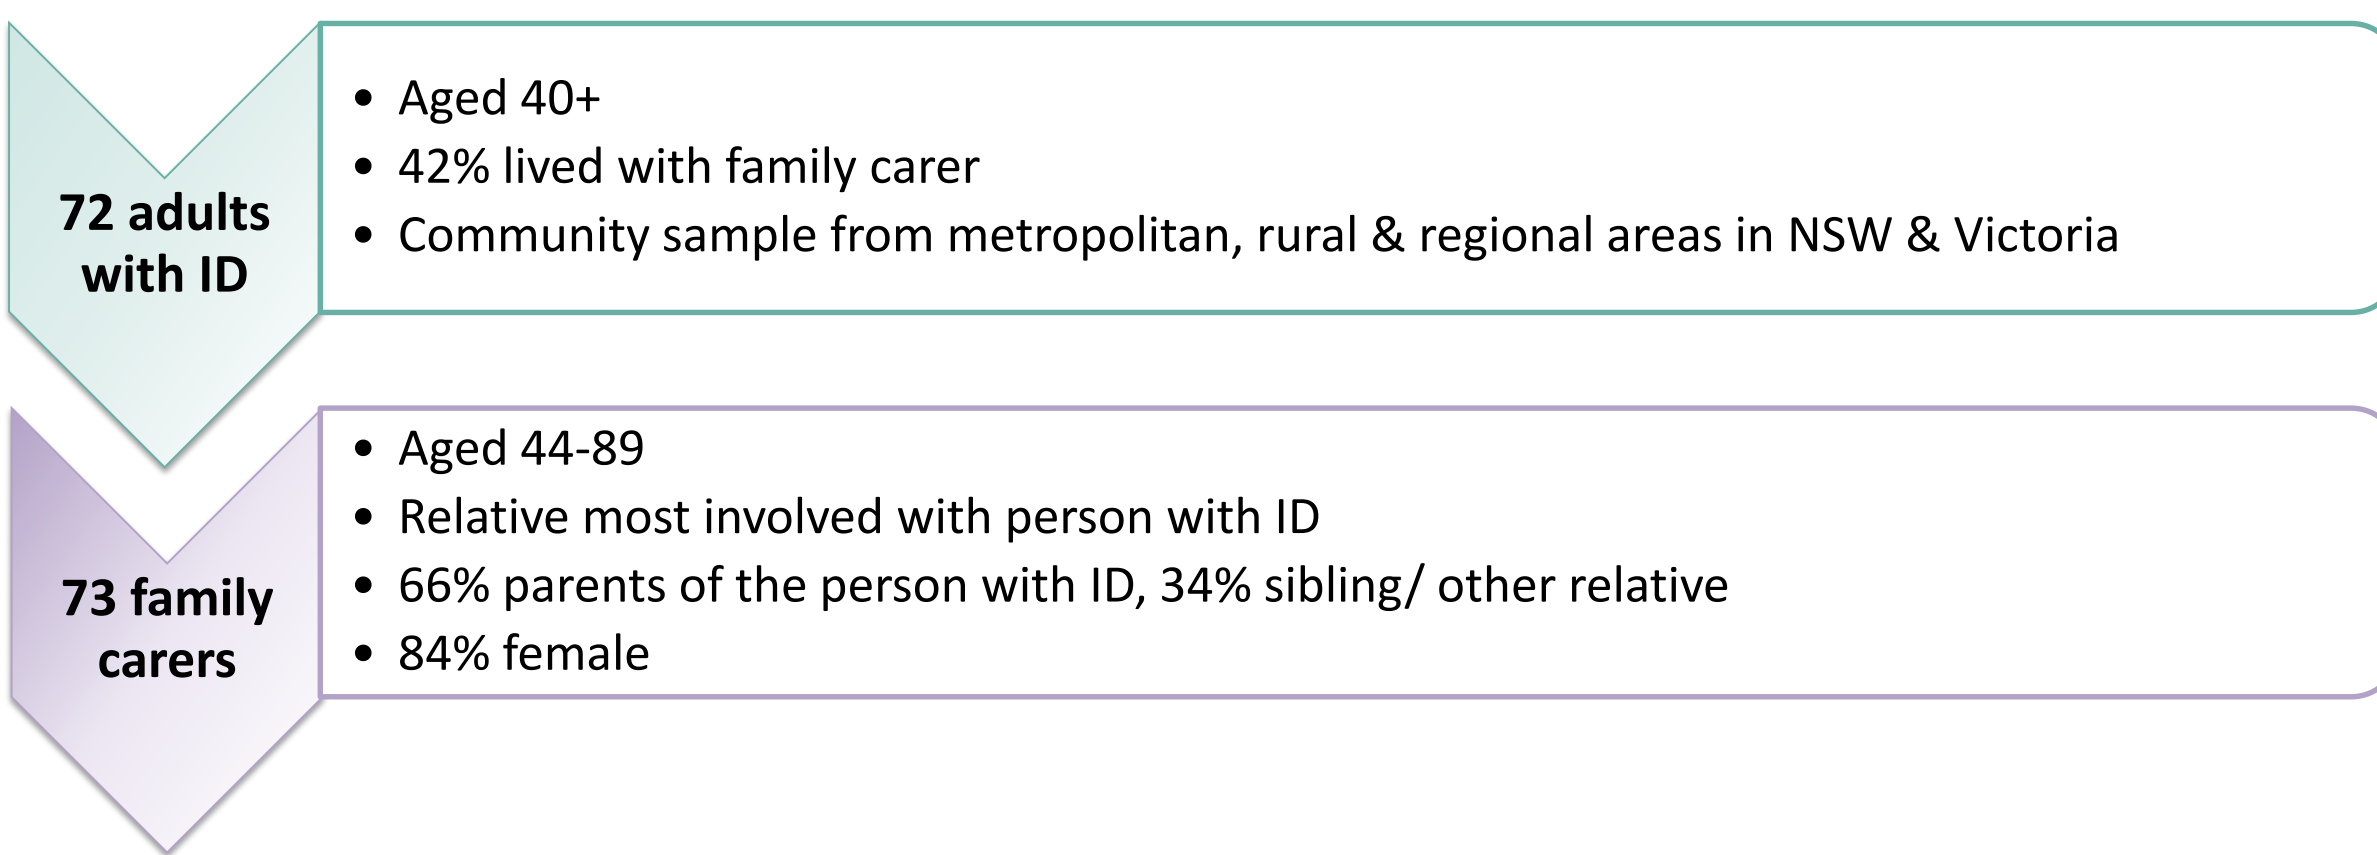 72 adults
with ID
• Aged 40+
• 42% lived with family carer
• Community sample from metropolitan, rural & regional areas in NSW & Victoria
73 family
carers
• Aged 44-89
• Relative most involved with person with ID
• 66% parents of the person with ID, 34% sibling/ other relative
• 84% female